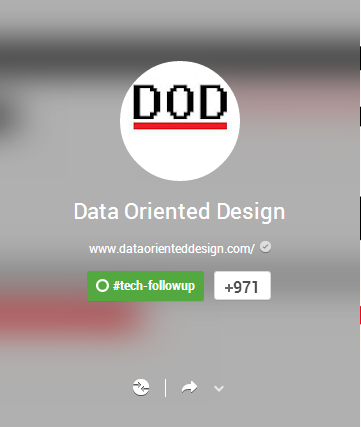 DOD
Data Oriented Design
www.dataorienteddesign.com/
#tech-followup
+971